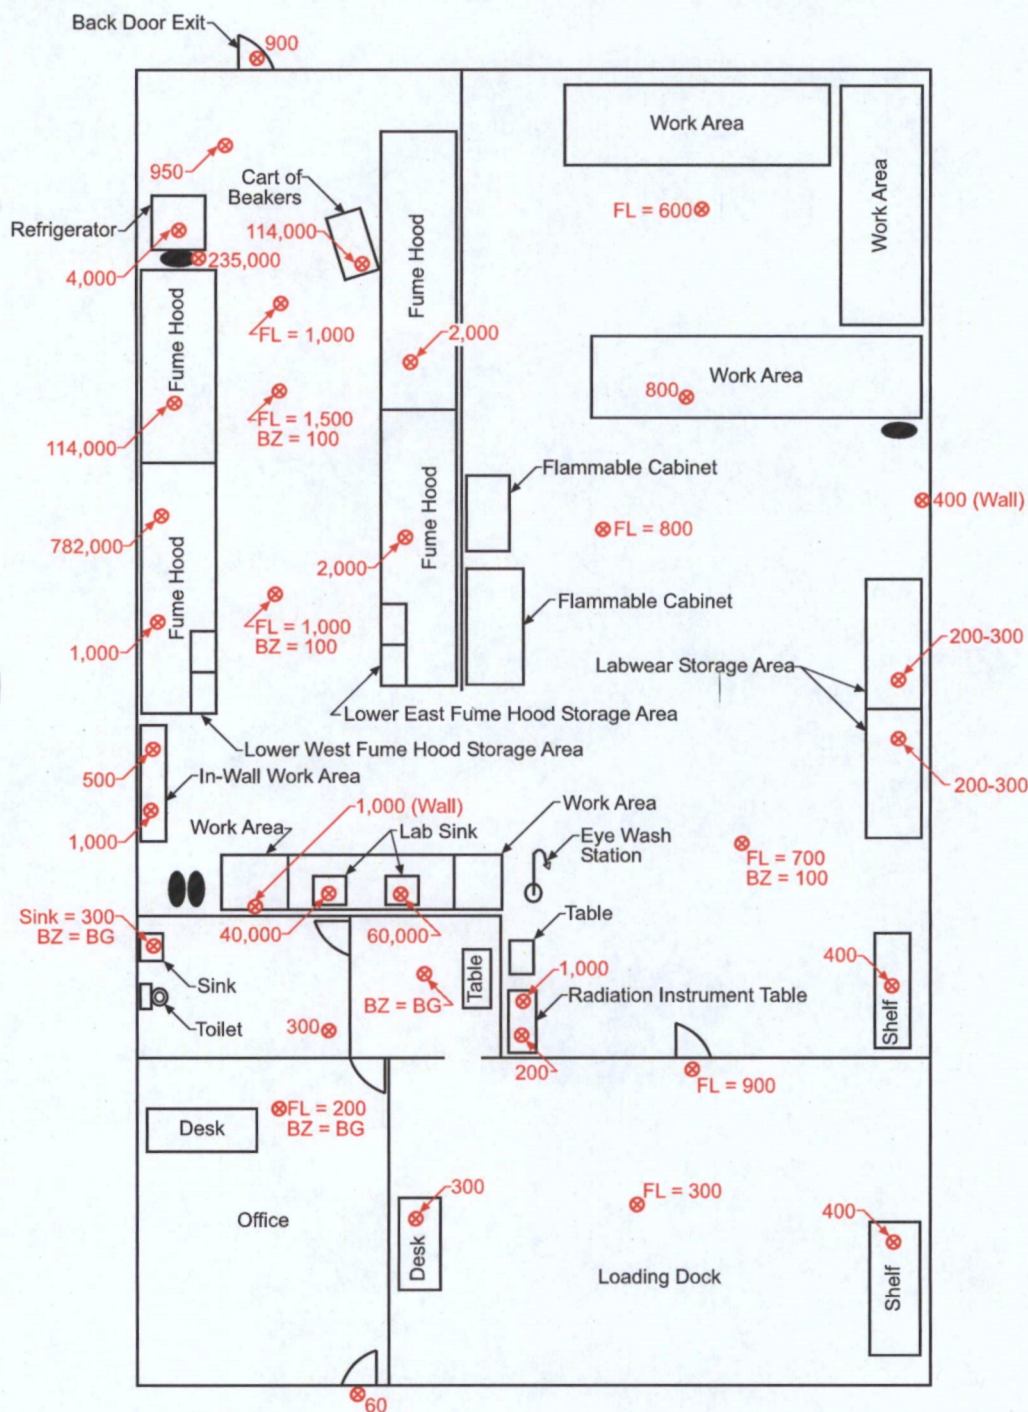 Back Door Exit
900
950
Cart of
Beakers
Refrigerator
4,000
235,000
114,000
Fume Hood
Work Area
Work Area
FL = 600
FL = 1,000
2,000
Fume Hood
Work Area
800
FL = 1,500
BZ = 100
114,000
Flammable Cabinet
400 (Wall)
782,000
Fume Hood
2,000
Fume Hood
FL = 800
Flammable Cabinet
FL = 1,000
BZ = 100
1,000
200-300
Labwear Storage Area
Lower East Fume Hood Storage Area
Lower West Fume Hood Storage Area
500
In-Wall Work Area
200-300
1,000
1,000 (Wall)
Work Area
Lab Sink
Work Area
Eye Wash
Station
FL = 700
BZ = 100
Sink = 300
BZ = BG
40,000
60,000
Table
Sink
Toilet
BZ = BG
Table
1,000
Radiation Instrument Table
400
Shelf
300
200
FL = 900
FL = 200
BZ = BG
Desk
300
FL = 300
400
Office
Desk
Loading Dock
Shelf
60